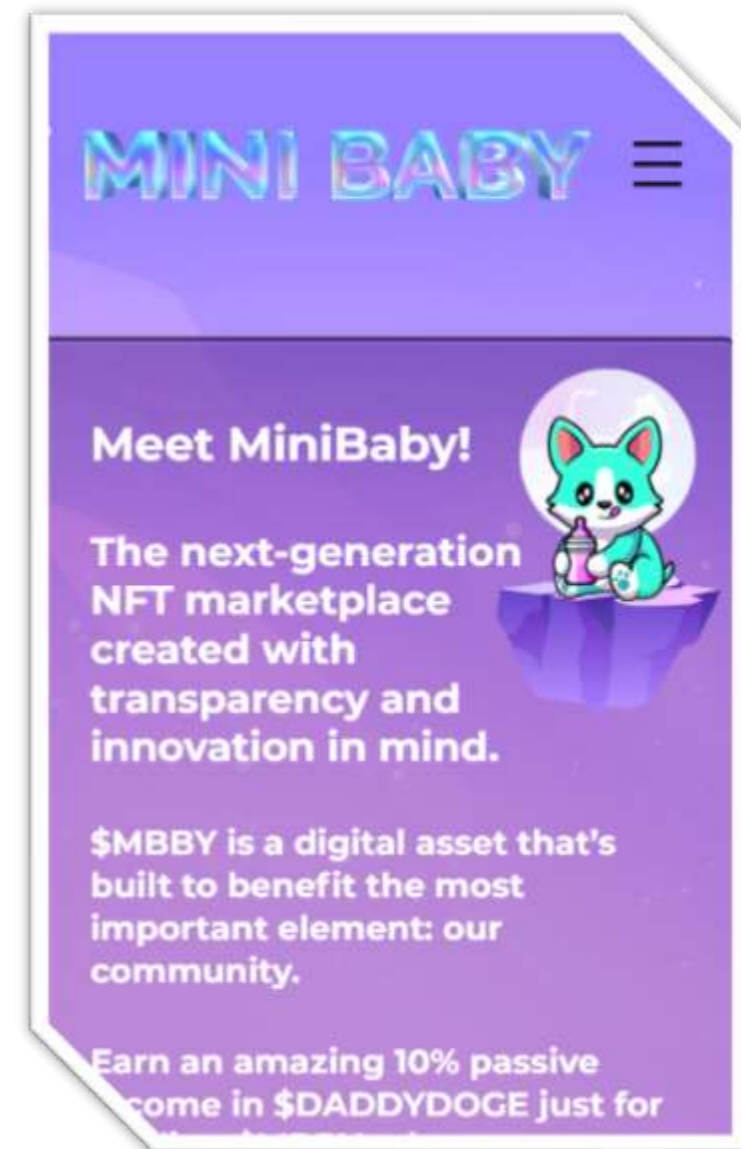 MINI BABY
Meet MiniBaby!
The next-generation
NFT marketplace
created with
transparency and
innovation in mind.
$MBBY is a digital asset that's
built to benefit the most
important element: our
community.
Earn an amazing 10% passive
come in $DADDYDOGE just for